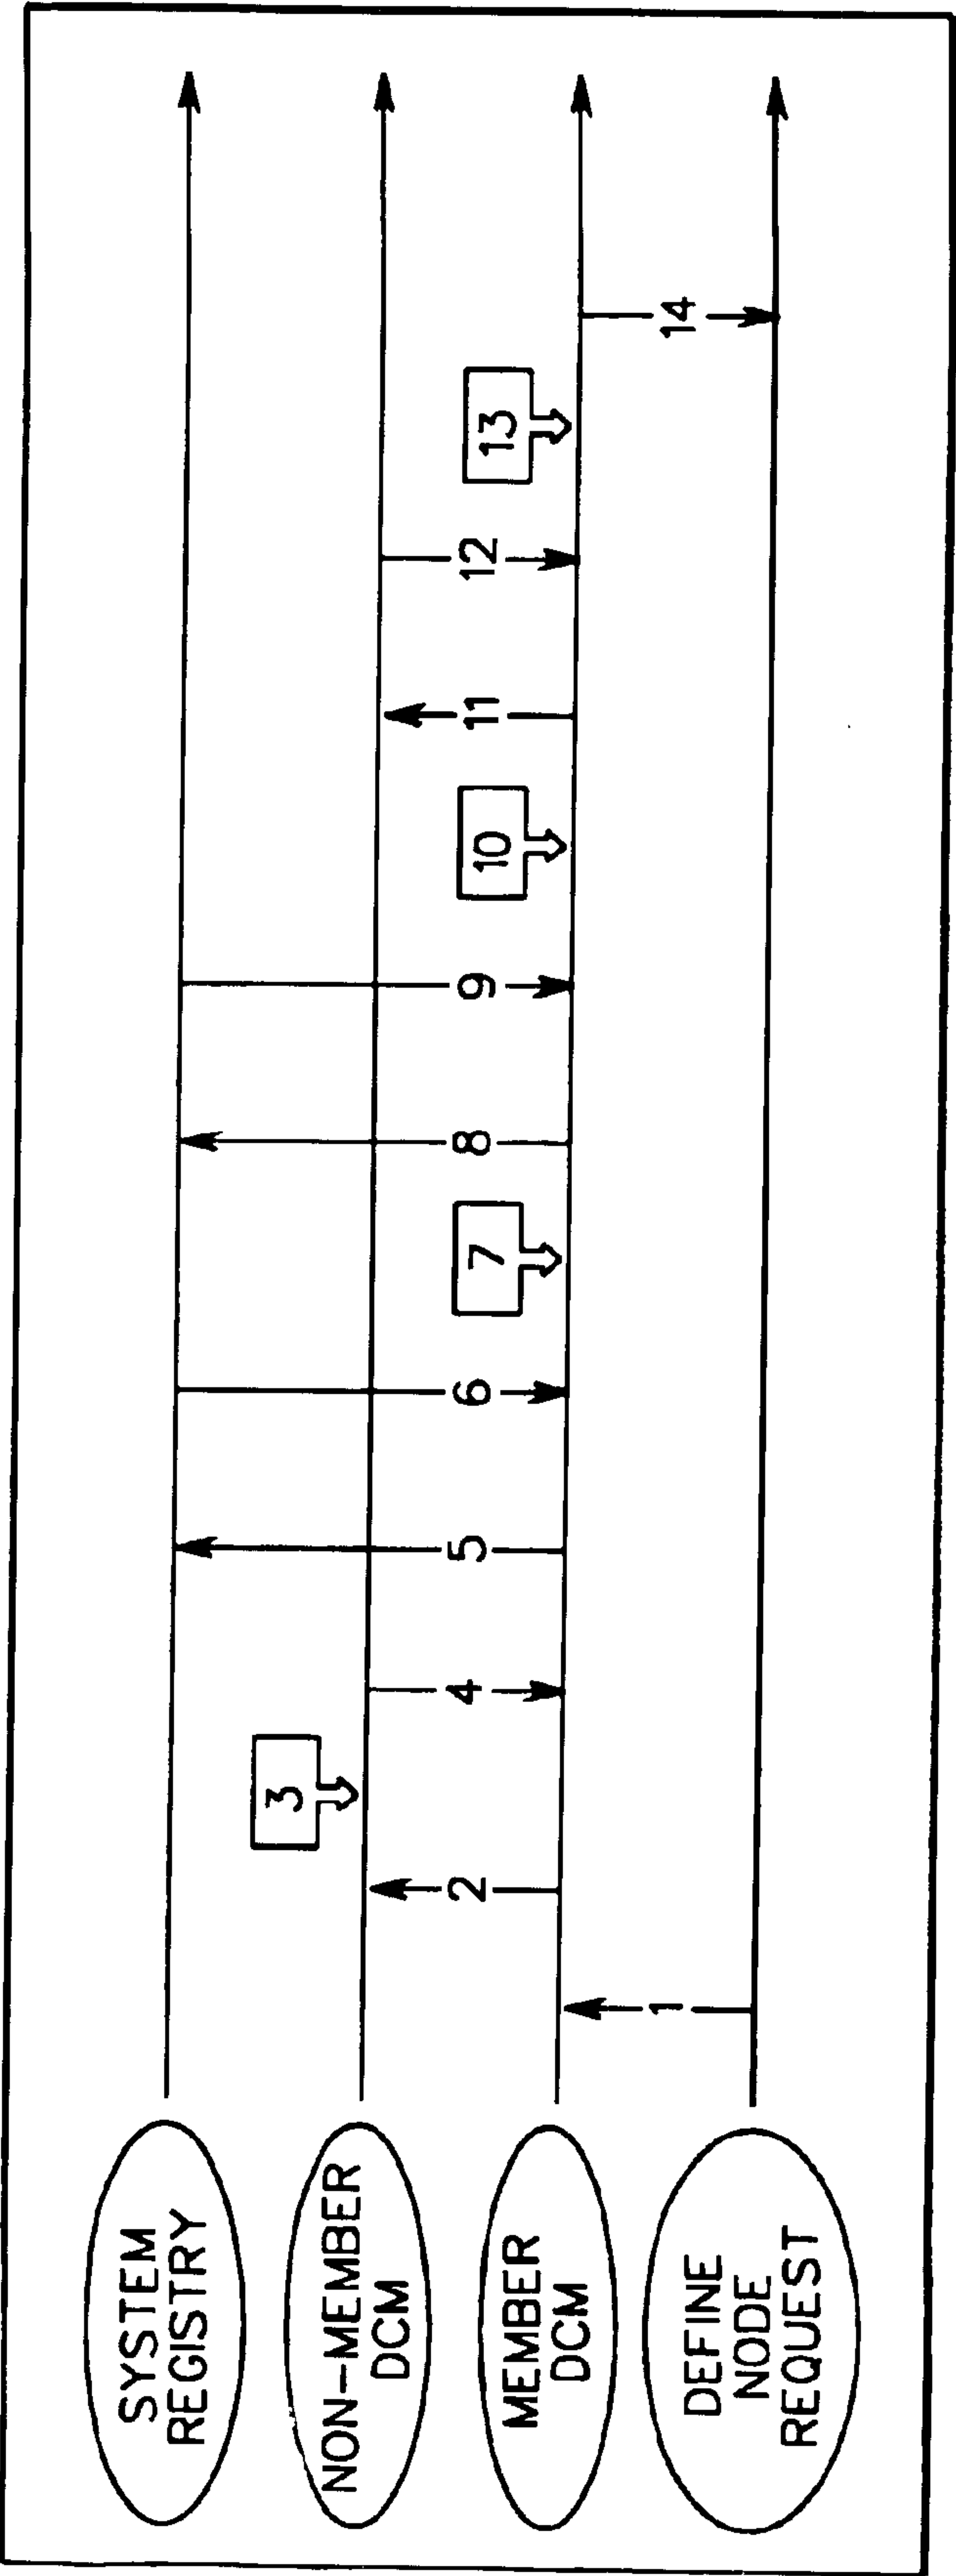 SYSTEM
REGISTRY
NON-MEMBER
DCM
MEMBER
DCM
DEFINE
NODE
REQUEST
1
2
3
4
5
6
7
8
9
10
11
12
13
14